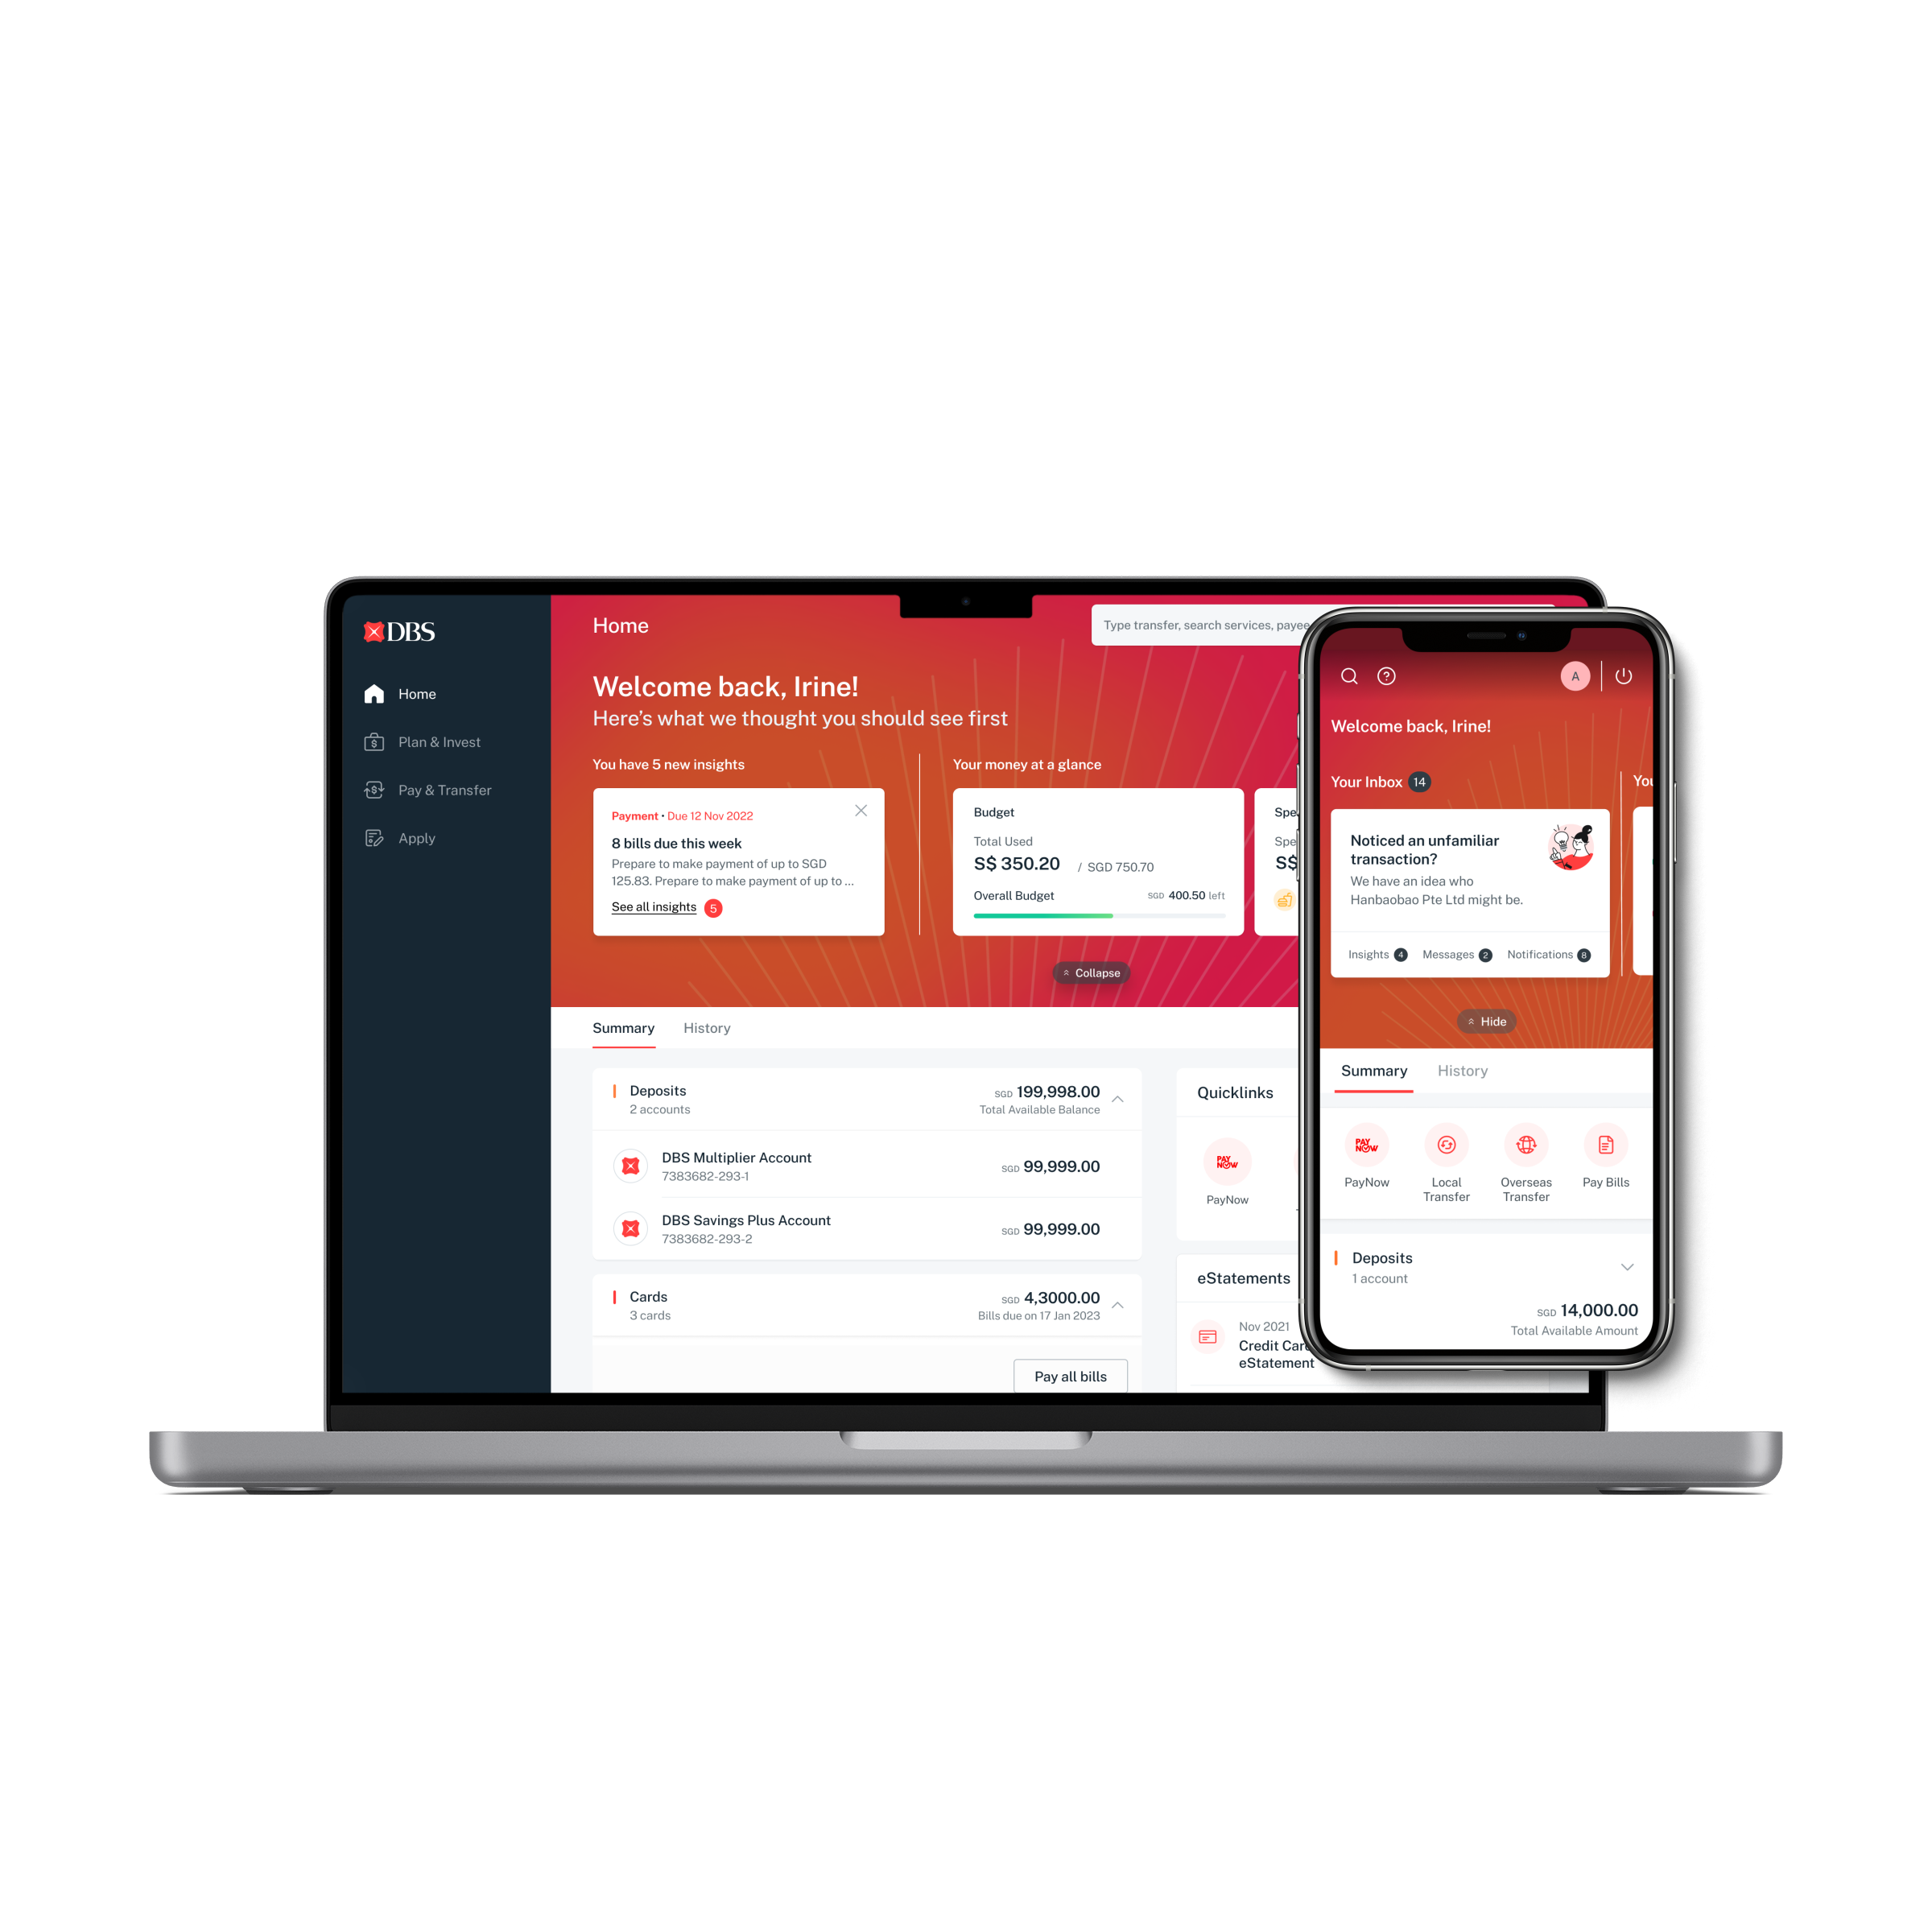 DBS
Home
Plan & Invest
Pay & Transfer
Apply
Home
Type transfer, search services, payee
Welcome back, Irine!
Here's what we thought you should see first
You have 5 new insights
Payment • Due 12 Nov 2022
8 bills due this week
Prepare to make payment of up to SGD
125.83. Prepare to make payment of up to ...
See all insights 5
Your money at a glance
Budget
Total Used
S$ 350.20 / SGD 750.70
Overall Budget SGD 400.50 left
S$
Collapse
Summary History
Deposits SGD 199,998.00
2 accounts Total Available Balance
DBS Multiplier Account
7383682-293-1
SGD 99,999.00
DBS Savings Plus Account
7383682-293-2
SGD 99,999.00
Cards SGD 4,3000.00
3 cards Bills due on 17 Jan 2023
Pay all bills
Quicklinks
PAY
NOW
PayNow
eStatements
Nov 2021
Credit Card
eStatement
A
Welcome back, Irine!
Your Inbox 14
You
Noticed an unfamiliar
transaction?
We have an idea who
Hanbaobao Pte Ltd might be.
Insights 4 Messages 2 Notifications 8
Hide
Summary History
PAY
NOW
PayNow
Local
Transfer
Overseas
Transfer
Pay Bills
Deposits
1 account
SGD 14,000.00
Total Available Amount